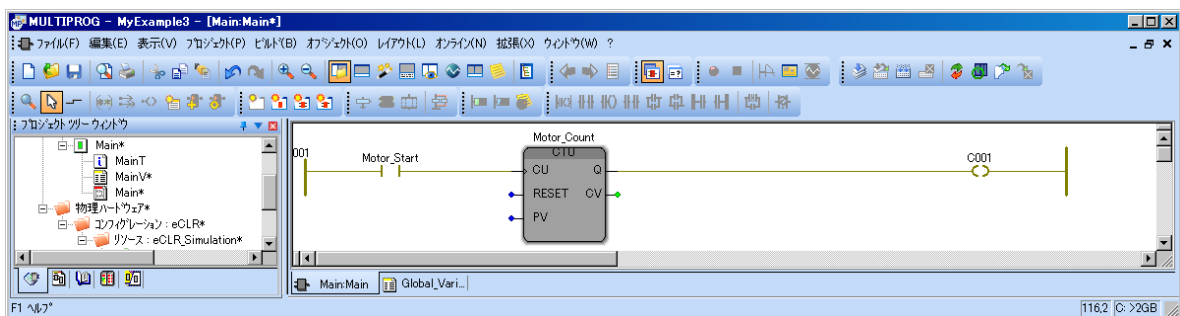 MULTIPROG - MyExample3 - [Main:Main*]
ファイル(F) 編集(E) 表示(V) プロジェクト(P) ビルド(B) オブジェクト(O) レイアウト(L) オンライン(N) 拡張(X) ウィンドウ(W) ?
プロジェクト ツリー ウィンドウ
Main*
MainT
MainV*
Main*
物理ハードウェア*
コンフィグレーション : eCLR*
リソース : eCLR_Simulation*
001
Motor_Start
Motor_Count
CTU
CU
Q
RESET
CV
PV
C001
Main:Main
Global_Vari...
F1 ヘルプ
116,2
C: >2GB